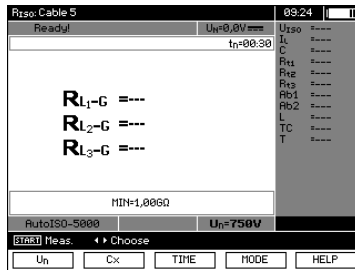 RISO: Cable 5 09:24
Ready! UN=0,0V
tn=00:30
RL1-G =---
RL2-G =---
RL3-G =---
MIN=1,00GΩ
AutoISO-5000 Un=750V
UISO =---
IL =---
C =---
Rt1 =---
Rt2 =---
Rt3 =---
Ab1 =---
Ab2 =---
L =---
TC =---
T =---
START Meas. Choose
Un Cx TIME MODE HELP